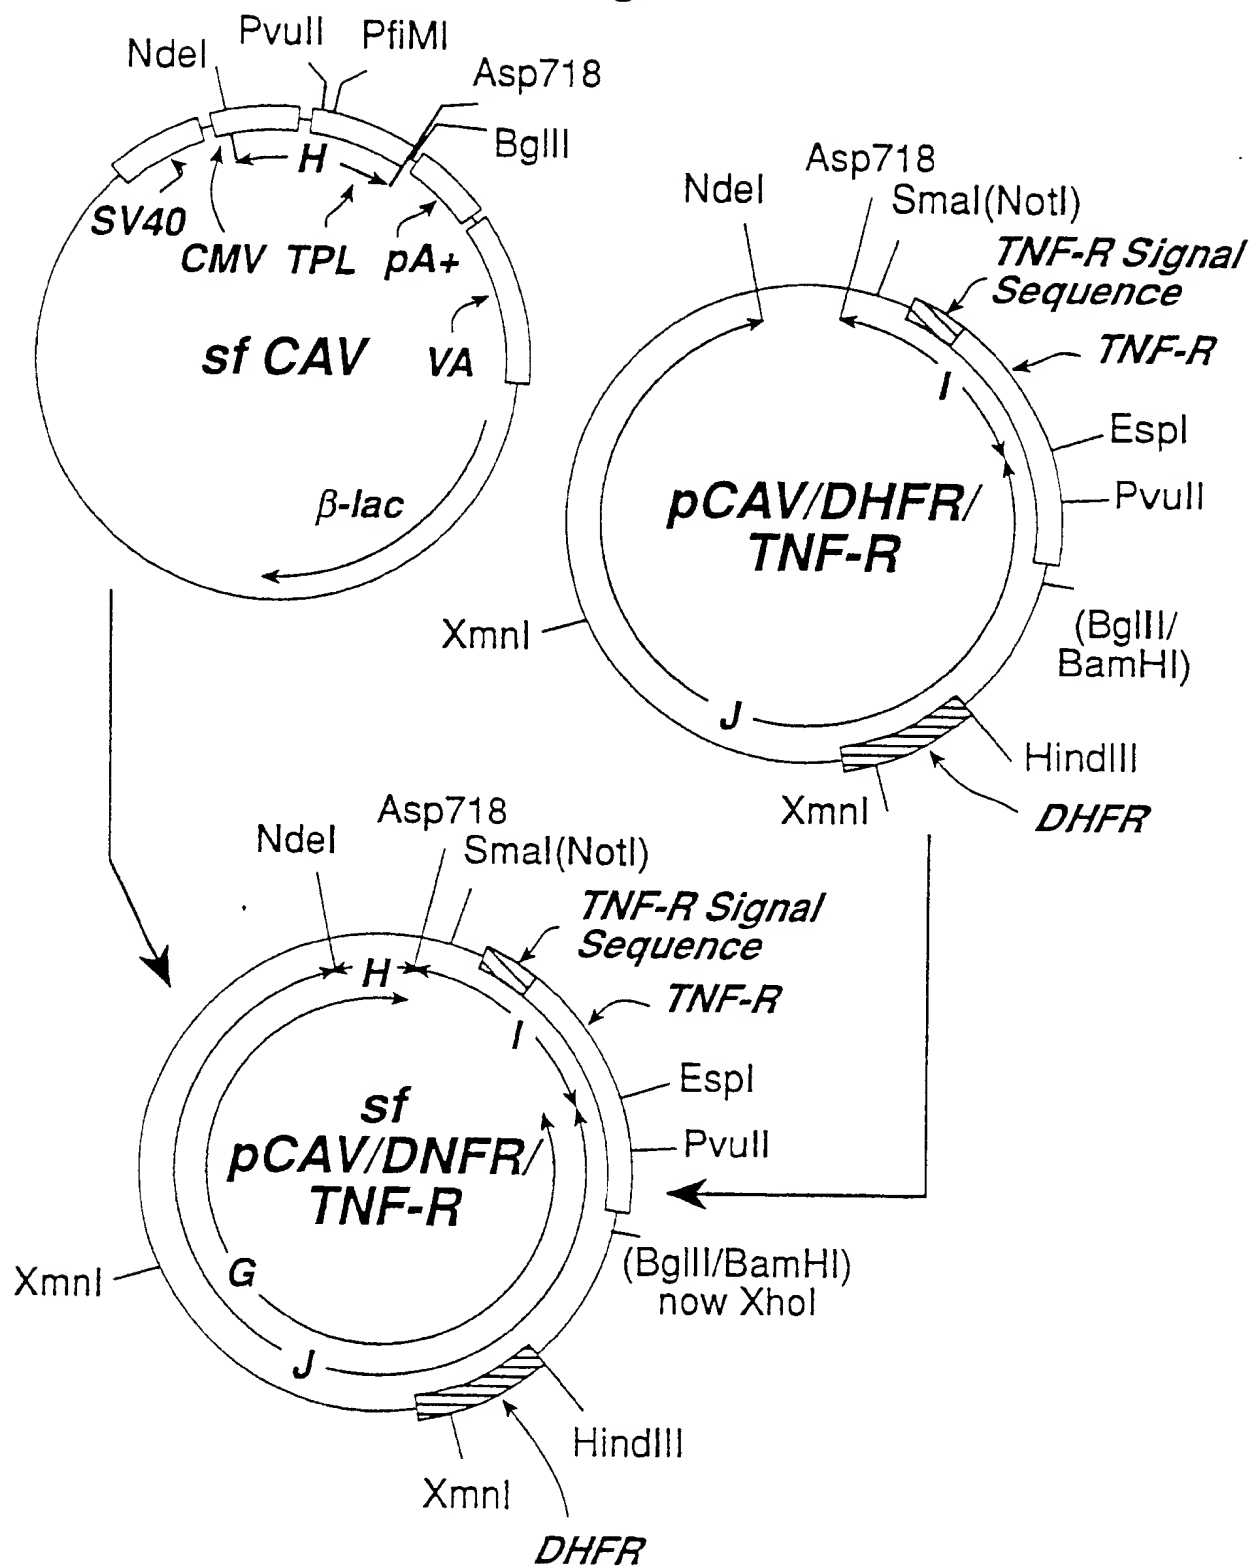 PvuII
PfiMI
NdeI
Asp718
BglII
H
SV40
CMV
TPL
pA+
sf CAV
VA
β-lac
Asp718
NdeI
SmaI(NotI)
TNF-R Signal
Sequence
TNF-R
I
EspI
PvuII
pCAV/DHFR/
TNF-R
(BglII/
BamHI)
XmnI
J
HindIII
XmnI
DHFR
Asp718
NdeI
SmaI(NotI)
TNF-R Signal
Sequence
H
TNF-R
I
EspI
sf
pCAV/DNFR/
TNF-R
PvuII
(BglII/BamHI)
now XhoI
XmnI
G
J
HindIII
XmnI
DHFR